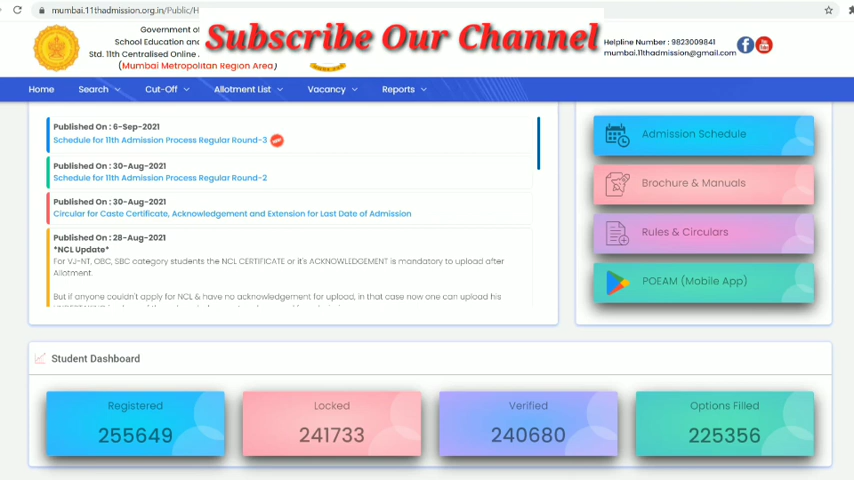 mumbai.11thadmission.org.in/Public/H
Subscribe Our Channel
Government of
School Education and
Std. 11th Centralised Online
(Mumbai Metropolitan Region Area)
Helpline Number : 9823009841
mumbai.11thadmission@gmail.com
Home Search Cut-Off Allotment List Vacancy Reports
Published On : 6-Sep-2021
Schedule for 11th Admission Process Regular Round-3
Published On : 30-Aug-2021
Schedule for 11th Admission Process Regular Round-2
Published On : 30-Aug-2021
Circular for Caste Certificate, Acknowledgement and Extension for Last Date of Admission
Published On : 28-Aug-2021
*NCL Update*
For VJ-NT, OBC, SBC category students the NCL CERTIFICATE or it's ACKNOWLEDGEMENT is mandatory to upload after
Allotment.
But if anyone couldn't apply for NCL & have no acknowledgement for upload, in that case now one can upload his
Admission Schedule
Brochure & Manuals
Rules & Circulars
POEAM (Mobile App)
Student Dashboard
Registered
255649
Locked
241733
Verified
240680
Options Filled
225356